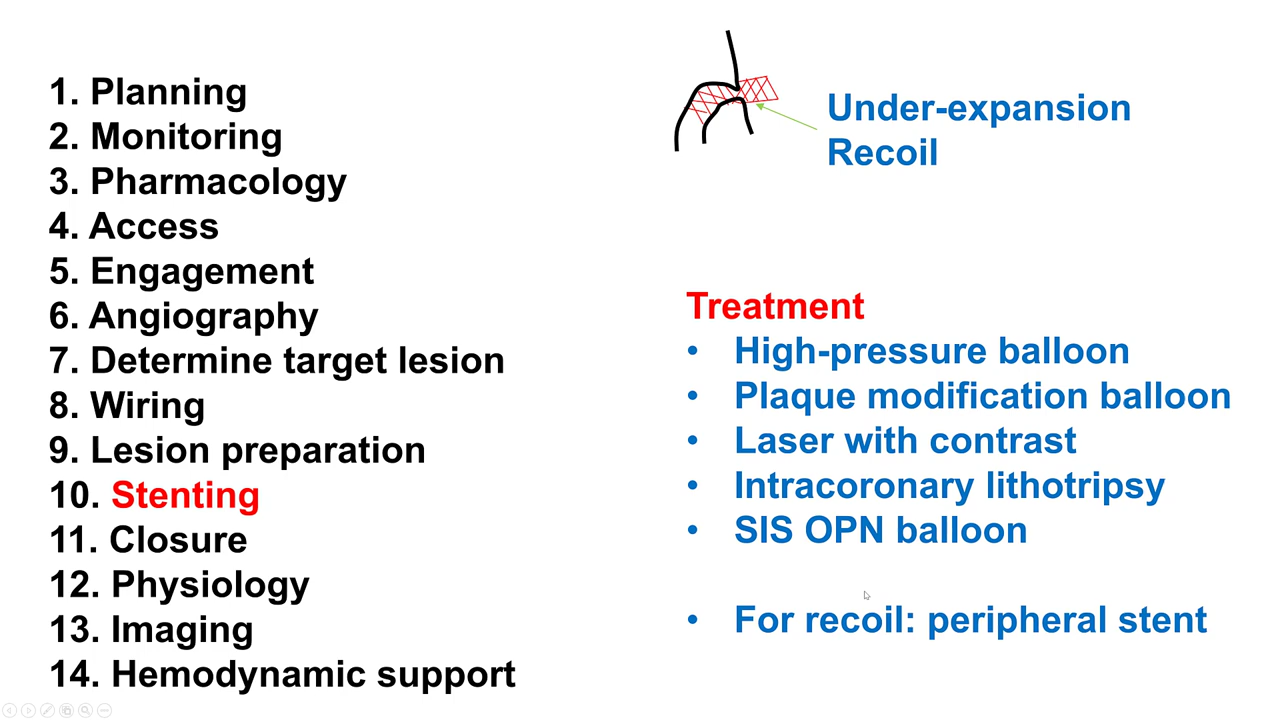 1. Planning
2. Monitoring
3. Pharmacology
4. Access
5. Engagement
6. Angiography
7. Determine target lesion
8. Wiring
9. Lesion preparation
10. Stenting
11. Closure
12. Physiology
13. Imaging
14. Hemodynamic support
Under-expansion
Recoil
Treatment
• High-pressure balloon
• Plaque modification balloon
• Laser with contrast
• Intracoronary lithotripsy
• SIS OPN balloon
• For recoil: peripheral stent